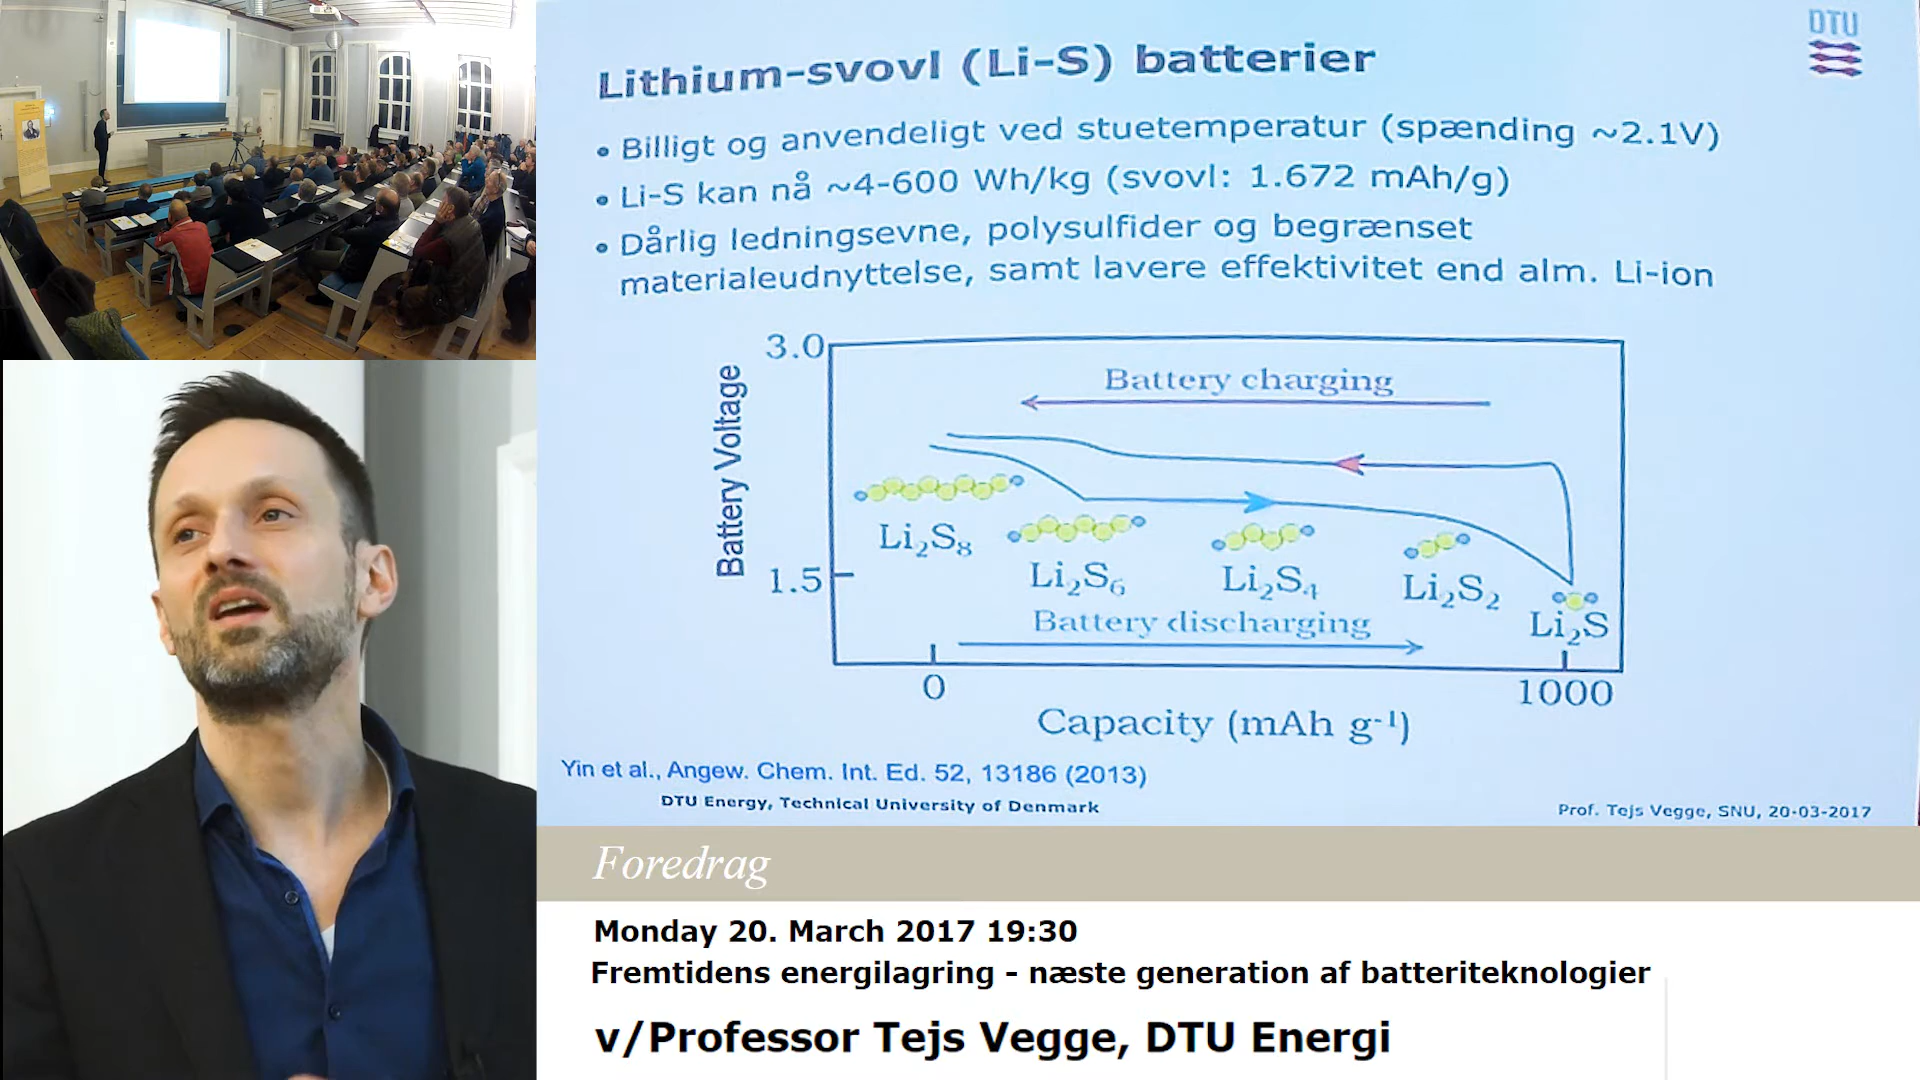 DTU
Lithium-svovl (Li-S) batterier
• Billigt og anvendeligt ved stuetemperatur (spænding ~2.1V)
• Li-S kan nå ~4-600 Wh/kg (svovl: 1.672 mAh/g)
• Dårlig ledningsevne, polysulfider og begrænset
materialeudnyttelse, samt lavere effektivitet end alm. Li-ion
3.0
Battery Voltage
Battery charging
Li₂S₈
Li₂S₆
Li₂S₄
Li₂S₂
Li₂S
1.5
Battery discharging
0
1000
Capacity (mAh g⁻¹)
Yin et al., Angew. Chem. Int. Ed. 52, 13186 (2013)
DTU Energy, Technical University of Denmark
Prof. Tejs Vegge, SNU, 20-03-2017
Foredrag
Monday 20. March 2017 19:30
Fremtidens energilagring - næste generation af batteriteknologier
v/Professor Tejs Vegge, DTU Energi